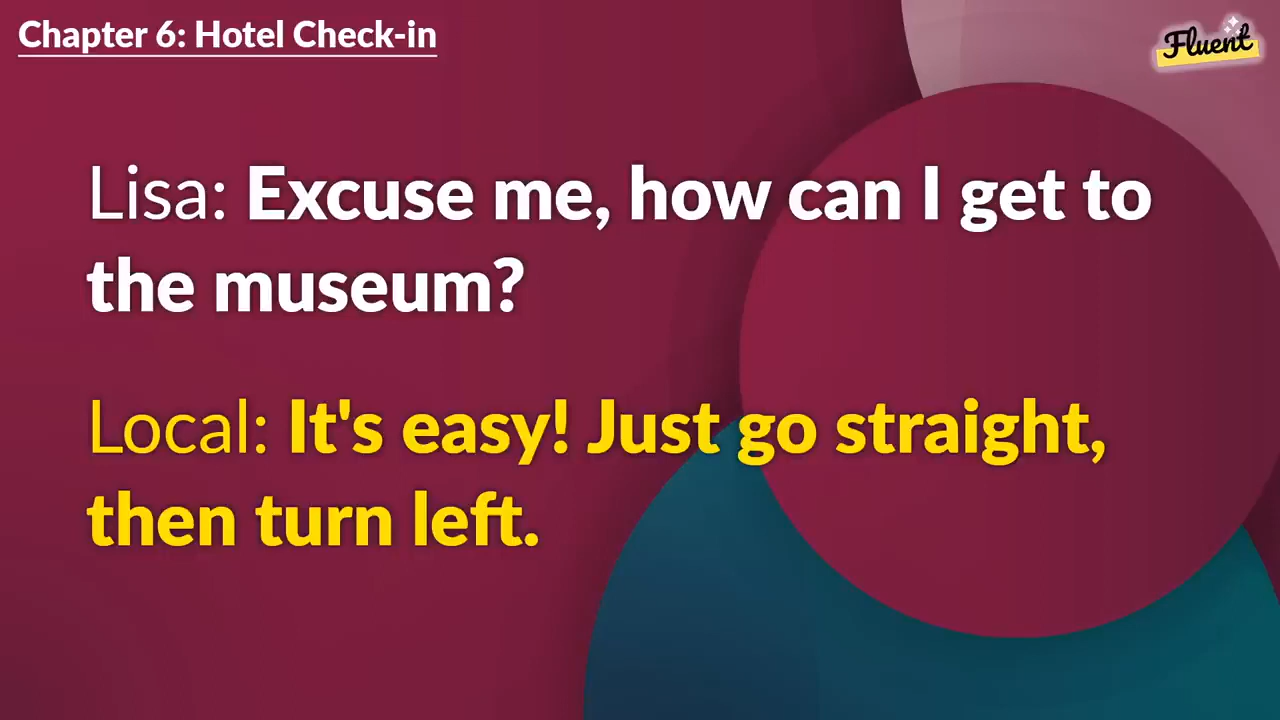 Chapter 6: Hotel Check-in
Fluent
Lisa: Excuse me, how can I get to
the museum?
Local: It's easy! Just go straight,
then turn left.